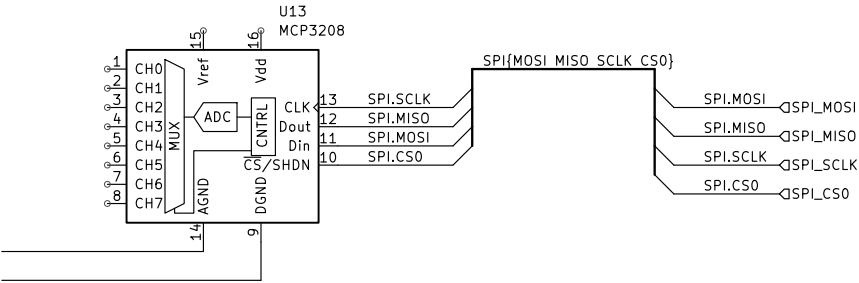 U13
MCP3208
15
16
Vref
Vdd
SPI{MOSI MISO SCLK CS0}
1 CH0
2 CH1
3 CH2
4 CH3
5 CH4
6 CH5
7 CH6
8 CH7
MUX
ADC
CNTRL
CLK 13 SPI.SCLK
Dout 12 SPI.MISO
Din 11 SPI.MOSI
CS/SHDN 10 SPI.CS0
AGND
DGND
14
9
SPI.MOSI SPI_MOSI
SPI.MISO SPI_MISO
SPI.SCLK SPI_SCLK
SPI.CS0 SPI_CS0